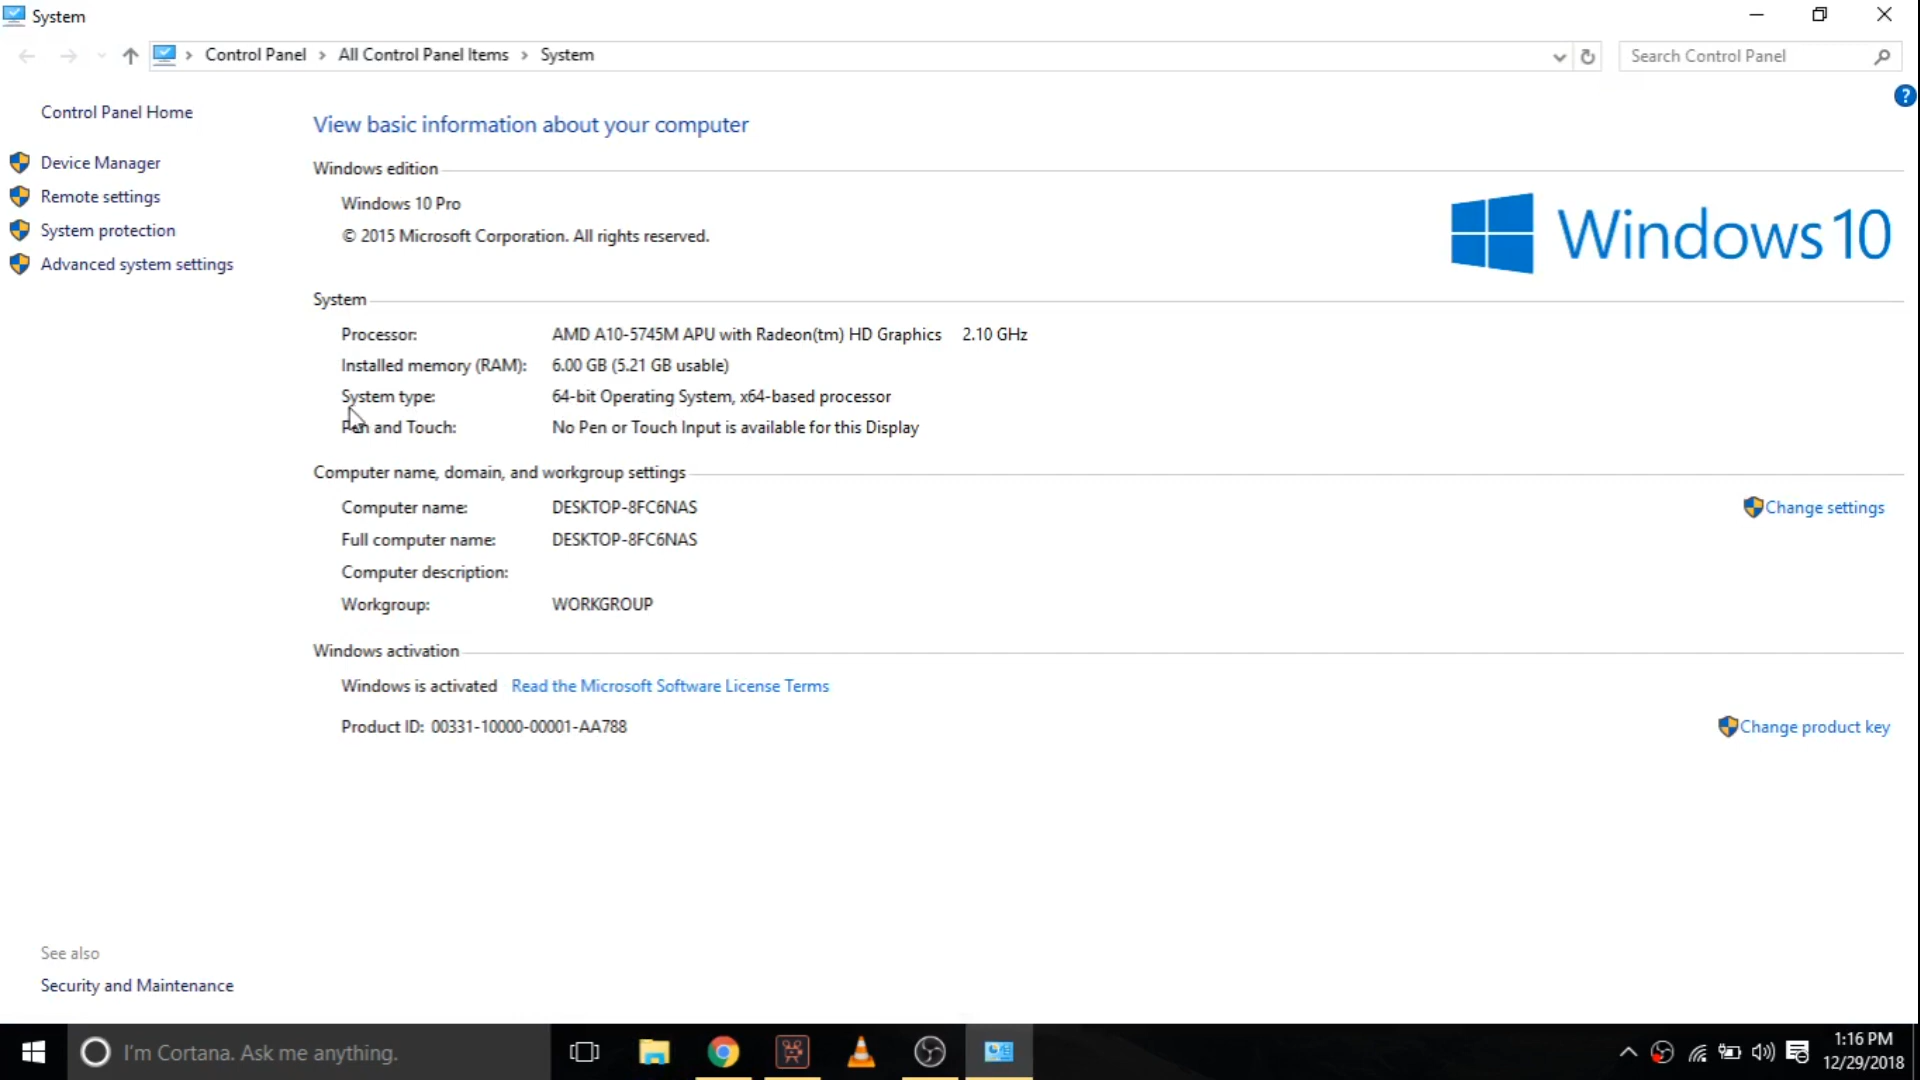 System
Control Panel > All Control Panel Items > System
Search Control Panel
Control Panel Home
Device Manager
Remote settings
System protection
Advanced system settings
?
View basic information about your computer
Windows edition
Windows 10 Pro
© 2015 Microsoft Corporation. All rights reserved.
Windows 10
System
Processor: AMD A10-5745M APU with Radeon(tm) HD Graphics 2.10 GHz
Installed memory (RAM): 6.00 GB (5.21 GB usable)
System type: 64-bit Operating System, x64-based processor
Pen and Touch: No Pen or Touch Input is available for this Display
Computer name, domain, and workgroup settings
Computer name: DESKTOP-8FC6NAS
Change settings
Full computer name: DESKTOP-8FC6NAS
Computer description:
Workgroup: WORKGROUP
Windows activation
Windows is activated Read the Microsoft Software License Terms
Product ID: 00331-10000-00001-AA788
Change product key
See also
Security and Maintenance
I'm Cortana. Ask me anything.
1:16 PM
12/29/2018